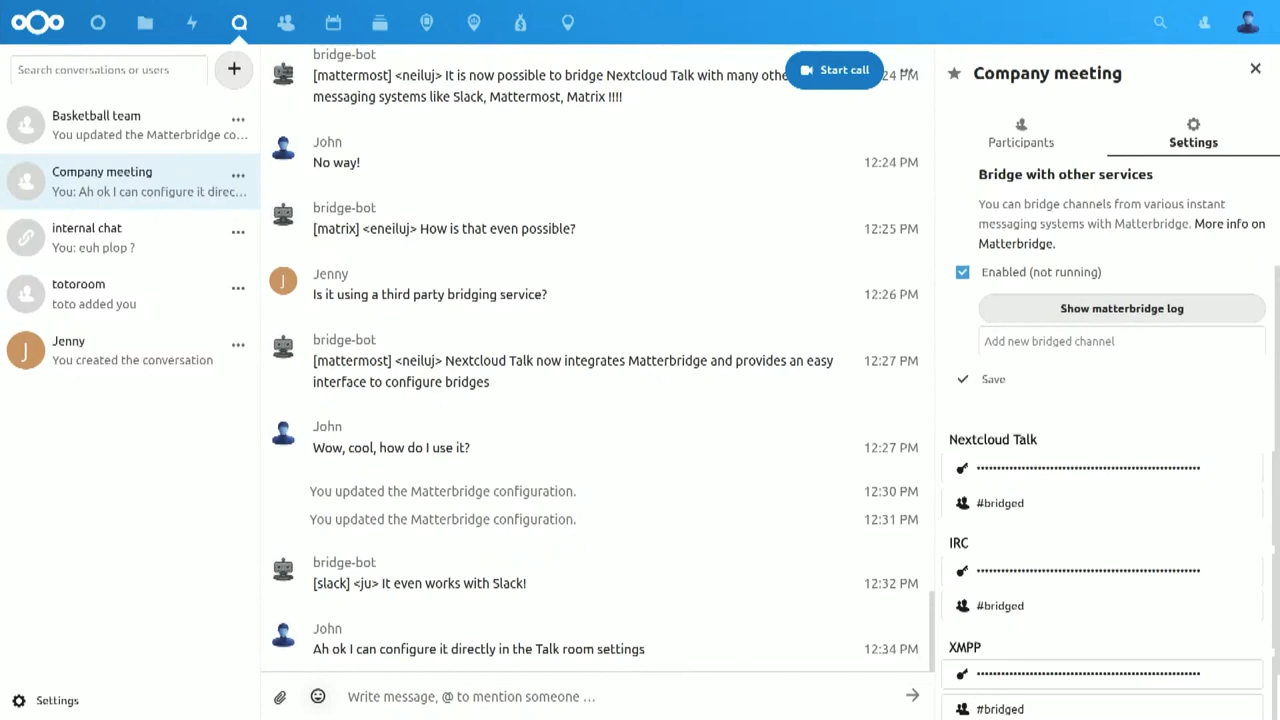 Search conversations or users
+
Basketball team
You updated the Matterbridge co...
Company meeting
You: Ah ok I can configure it direc...
internal chat
You: euh plop ?
totoroom
toto added you
J
Jenny
You created the conversation
Settings
bridge-bot
[mattermost] <neiluj> It is now possible to bridge Nextcloud Talk with many othe
messaging systems like Slack, Mattermost, Matrix !!!!
24 PM
Start call
John
No way!
12:24 PM
bridge-bot
[matrix] <eneiluj> How is that even possible?
12:25 PM
J
Jenny
Is it using a third party bridging service?
12:26 PM
bridge-bot
[mattermost] <neiluj> Nextcloud Talk now integrates Matterbridge and provides an easy
interface to configure bridges
12:27 PM
John
Wow, cool, how do I use it?
12:27 PM
You updated the Matterbridge configuration.
12:30 PM
You updated the Matterbridge configuration.
12:31 PM
bridge-bot
[slack] <ju> It even works with Slack!
12:32 PM
John
Ah ok I can configure it directly in the Talk room settings
12:34 PM
Write message, @ to mention someone ...
Company meeting
Participants
Settings
Bridge with other services
You can bridge channels from various instant
messaging systems with Matterbridge. More info on
Matterbridge.
Enabled (not running)
Show matterbridge log
Add new bridged channel
Save
Nextcloud Talk
#bridged
IRC
#bridged
XMPP
#bridged